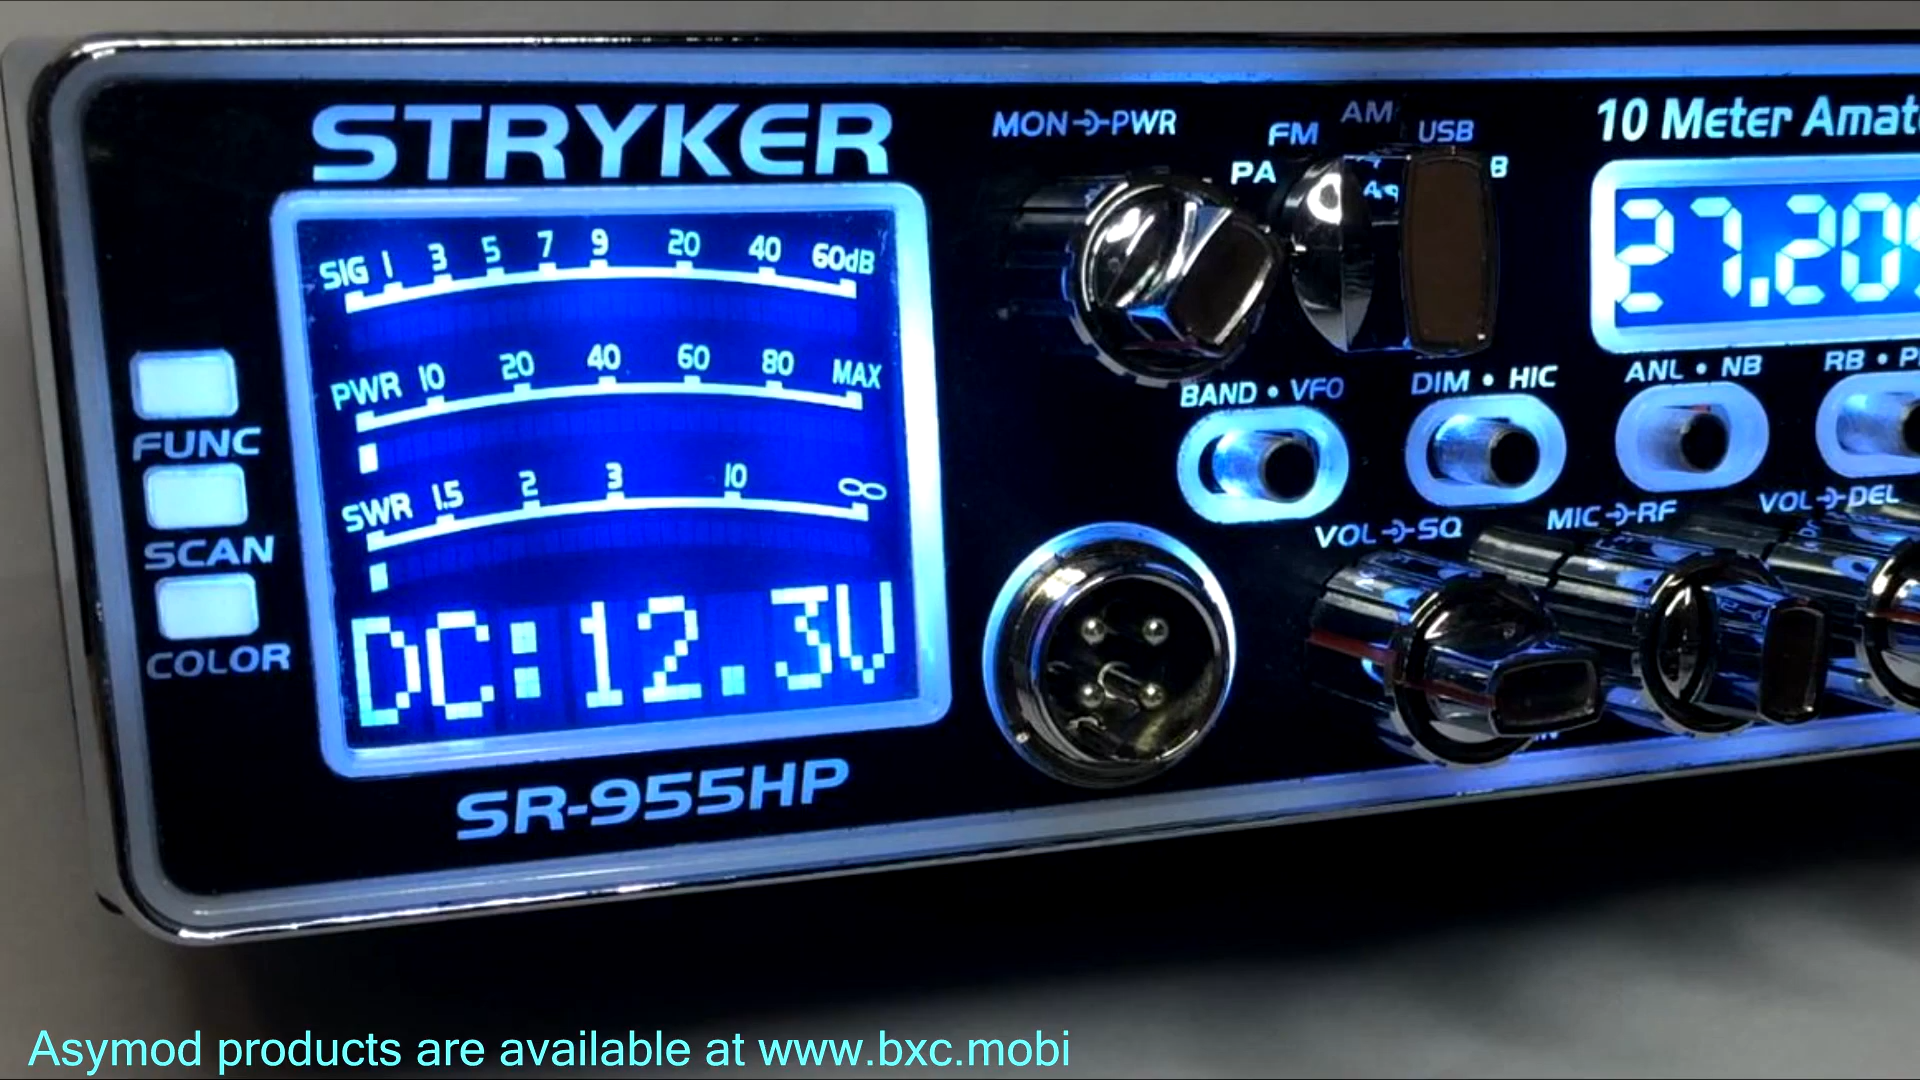 STRYKER
SIG 1 3 5 7 9 20 40 60dB
PWR 10 20 40 60 80 MAX
SWR 1.5 2 3 10 ∞
DC:12.3V
SR-955HP
FUNC
SCAN
COLOR
MON PWR
PA FM AM USB
10 Meter
27.20
BAND • VFO
DIM • HIC
ANL • NB
RB •
VOL SQ
MIC RF
VOL DEL
Asymod products are available at www.bxc.mobi